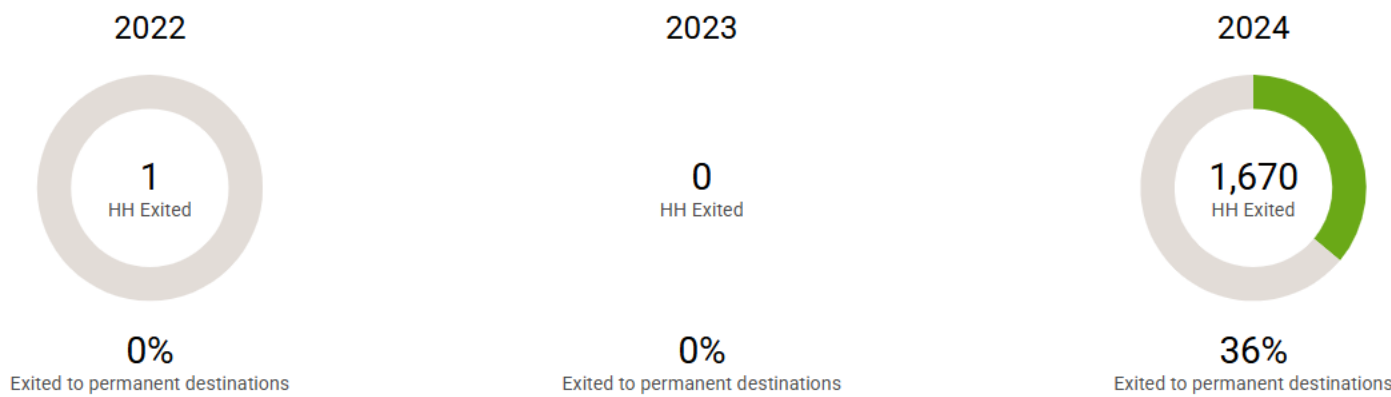 2022
2023
2024
1
HH Exited
0
HH Exited
1,670
HH Exited
0%
Exited to permanent destinations
0%
Exited to permanent destinations
36%
Exited to permanent destinations